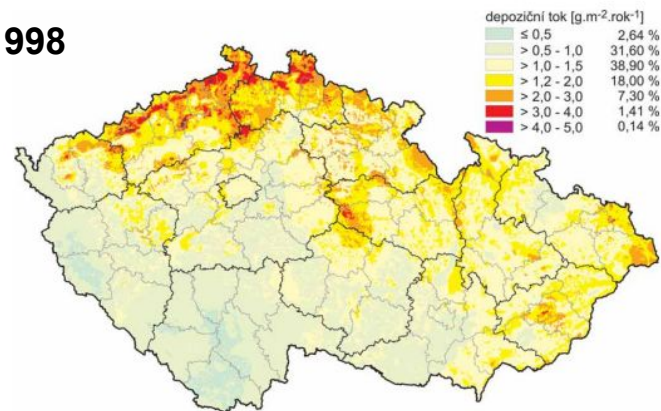 998
depoziční tok [g.m⁻².rok⁻¹]
≤ 0,5 2,64 %
> 0,5 - 1,0 31,60 %
> 1,0 - 1,5 38,90 %
> 1,2 - 2,0 18,00 %
> 2,0 - 3,0 7,30 %
> 3,0 - 4,0 1,41 %
> 4,0 - 5,0 0,14 %